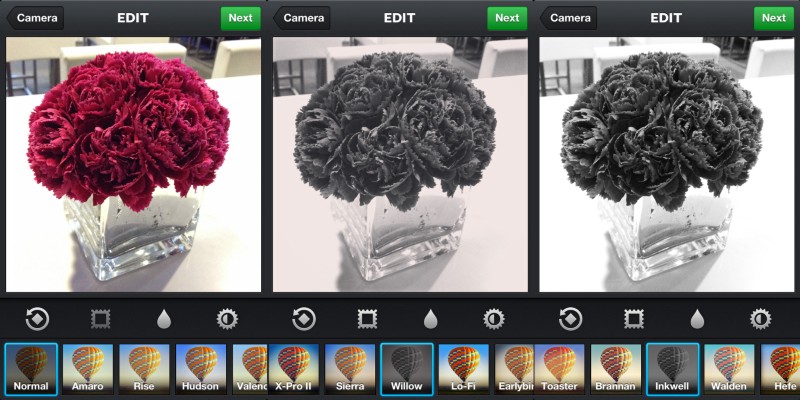 Camera EDIT Next
Camera EDIT Next
Camera EDIT Next
Normal Amaro Rise Hudson Valenc
X-Pro II Sierra Willow Lo-Fi Earlybir
Toaster Brannan Inkwell Walden Hefe